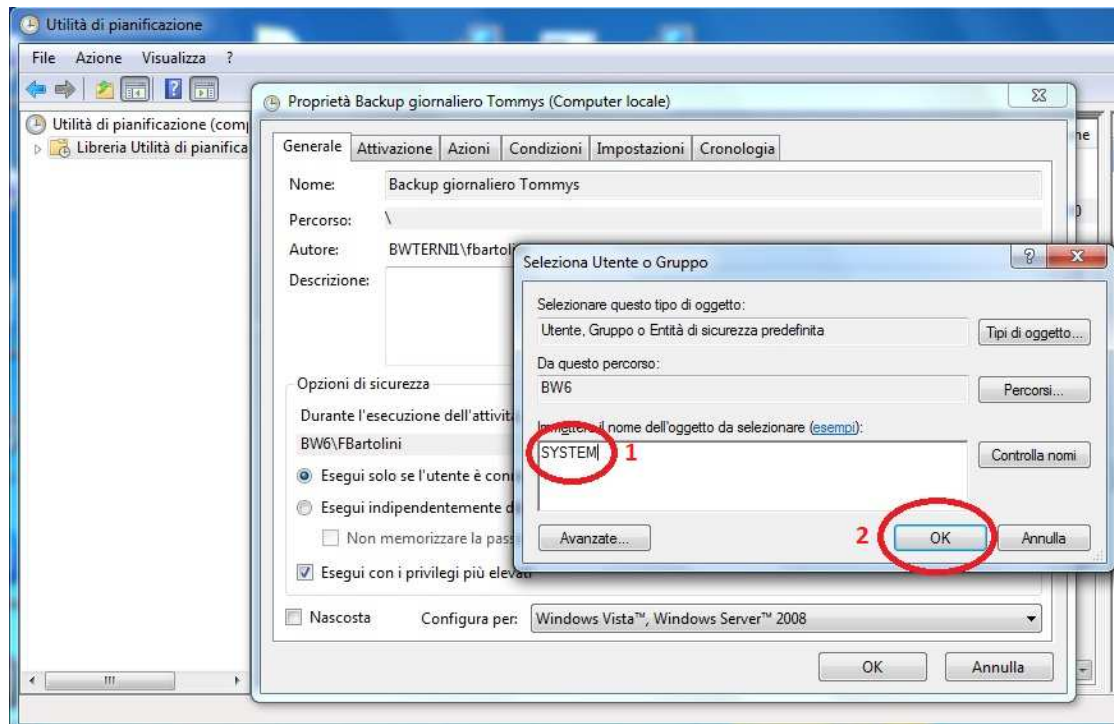 Utilità di pianificazione
File Azione Visualizza ?
Utilità di pianificazione (comp
Libreria Utilità di pianifica
Proprietà Backup giornaliero Tommys (Computer locale)
Generale Attivazione Azioni Condizioni Impostazioni Cronologia
Nome: Backup giornaliero Tommys
Percorso: \
Autore: BWTERNI1\fbartoli
Descrizione:
Opzioni di sicurezza
Durante l'esecuzione dell'attivit
BW6\FBartolini
Esegui solo se l'utente è conn
Esegui indipendentemente d
Non memorizzare la pass
Esegui con i privilegi più elevati
Nascosta Configura per: Windows Vista™, Windows Server™ 2008
OK Annulla
Seleziona Utente o Gruppo
Selezionare questo tipo di oggetto:
Utente, Gruppo o Entità di sicurezza predefinita Tipi di oggetto...
Da questo percorso:
BW6 Percorsi...
Immettere il nome dell'oggetto da selezionare (esempi):
SYSTEM 1 Controlla nomi
Avanzate... 2 OK Annulla